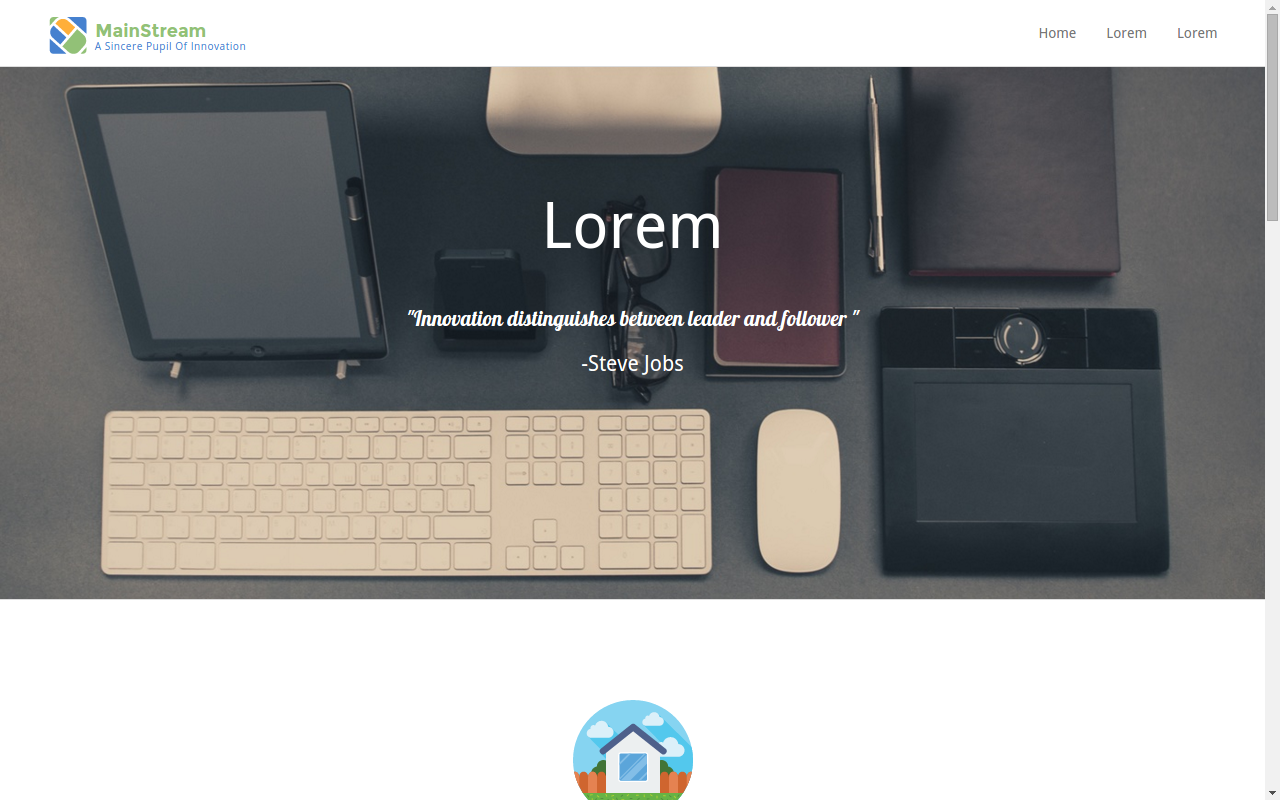 MainStream
A Sincere Pupil Of Innovation
Home
Lorem
Lorem
Lorem
"Innovation distinguishes between leader and follower "
-Steve Jobs